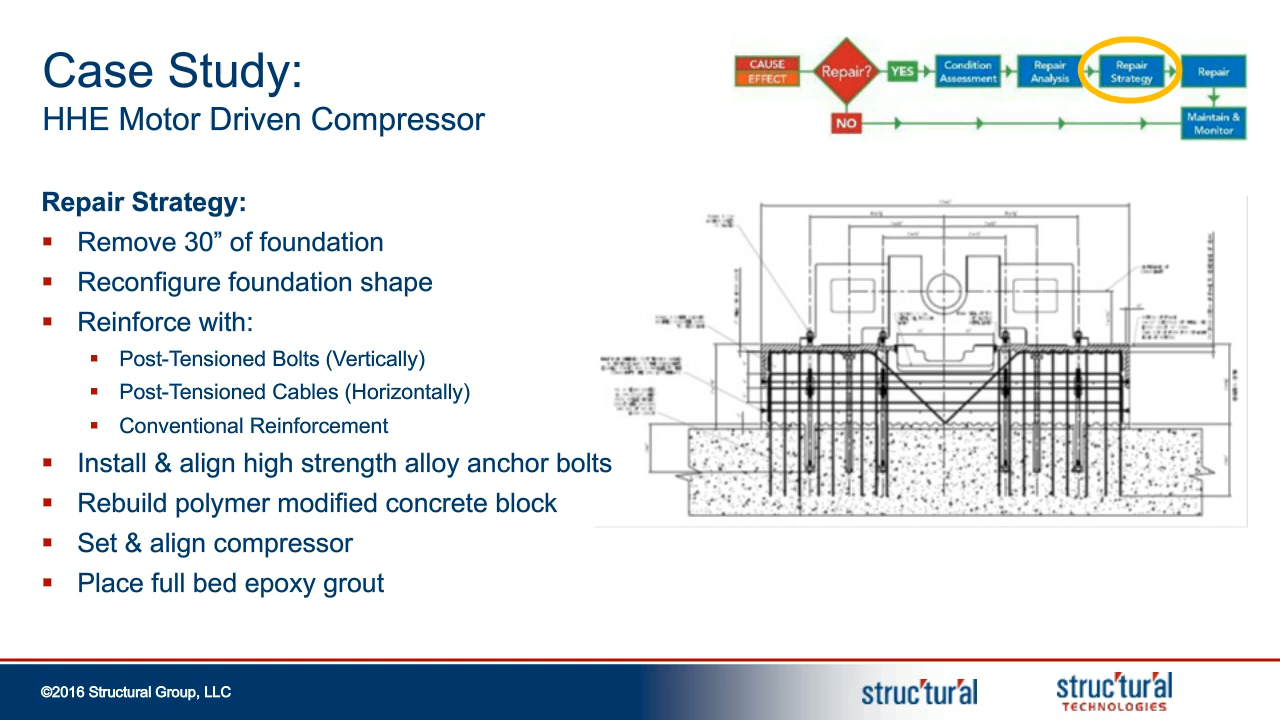 Case Study:
HHE Motor Driven Compressor
CAUSE
EFFECT
Repair?
YES
Condition
Assessment
Repair
Analysis
Repair
Strategy
Repair
NO
Maintain &
Monitor
Repair Strategy:
▪ Remove 30” of foundation
▪ Reconfigure foundation shape
▪ Reinforce with:
▪ Post-Tensioned Bolts (Vertically)
▪ Post-Tensioned Cables (Horizontally)
▪ Conventional Reinforcement
▪ Install & align high strength alloy anchor bolts
▪ Rebuild polymer modified concrete block
▪ Set & align compressor
▪ Place full bed epoxy grout
©2016 Structural Group, LLC
struc'tur'al
struc'tur'al
TECHNOLOGIES